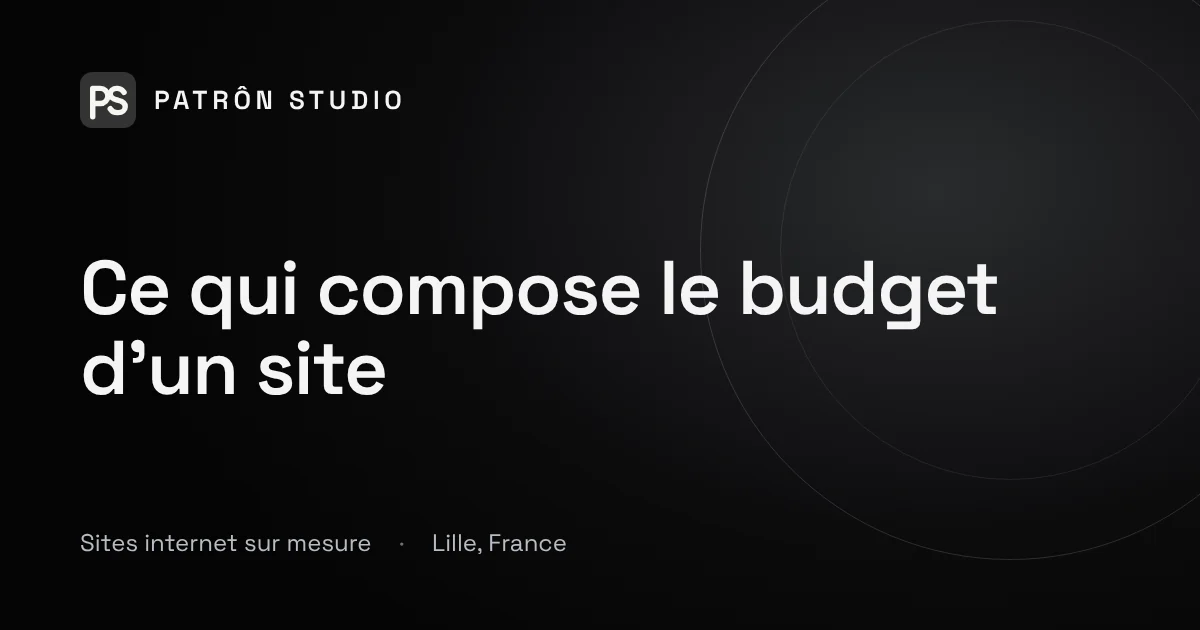 PS PATRÔN STUDIO
Ce qui compose le budget
d’un site
Sites internet sur mesure · Lille, France